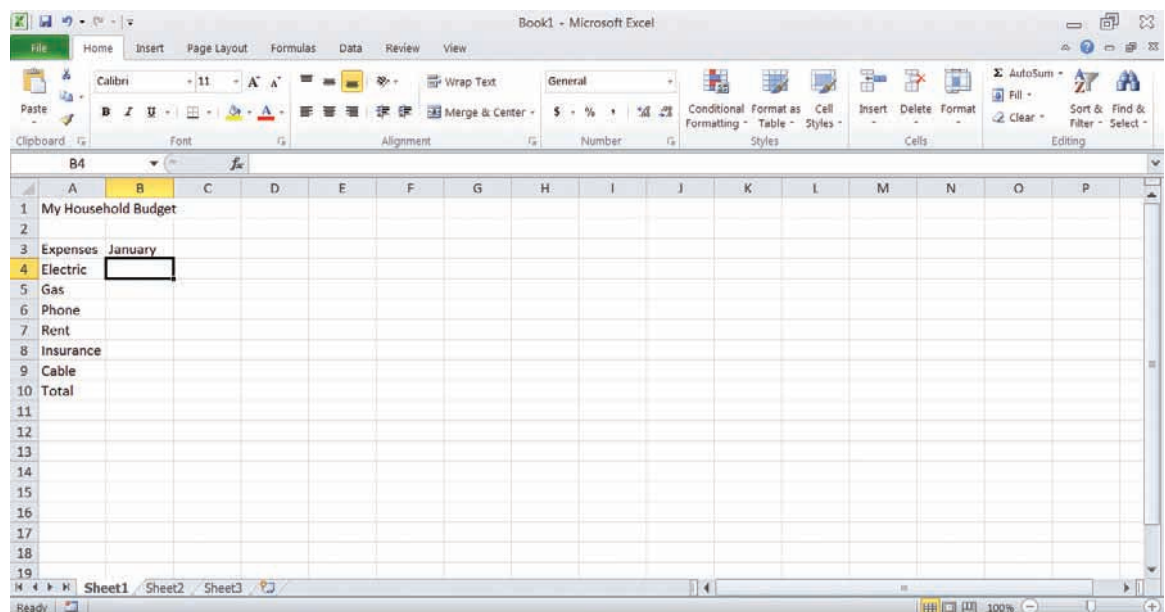 Book1 - Microsoft Excel
File Home Insert Page Layout Formulas Data Review View
Calibri 11 A A Wrap Text General Σ AutoSum
Fill
Paste B I U A Merge & Center $ % , Conditional Format as Cell Insert Delete Format Clear Sort & Find &
Formatting Table Styles Filter Select
Clipboard Font Alignment Number Styles Cells Editing
B4 fx
A B C D E F G H I J K L M N O P
1 My Household Budget
2
3 Expenses January
4 Electric
5 Gas
6 Phone
7 Rent
8 Insurance
9 Cable
10 Total
11
12
13
14
15
16
17
18
19
Sheet1 Sheet2 Sheet3
Ready 100%